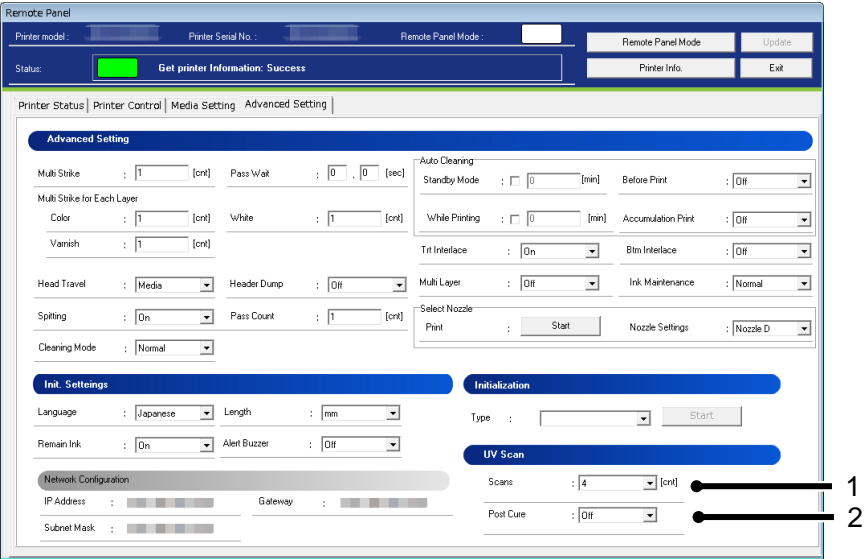 Remote Panel
Printer model : Printer Serial No. : Remote Panel Mode : Remote Panel Mode Update
Status: Get printer Information: Success Printer Info. Exit
Printer Status Printer Control Media Setting Advanced Setting
Advanced Setting
Auto Cleaning
Multi Strike : 1 [cnt] Pass Wait : 0 . 0 [sec] Standby Mode : 0 [min] Before Print : Off
Multi Strike for Each Layer
Color : 1 [cnt] White : 1 [cnt] While Printing : 0 [min] Accumulation Print : Off
Varnish : 1 [cnt] Trt Interlace : On Btm Interlace : Off
Head Travel : Media Header Dump : Off Multi Layer : Off Ink Maintenance : Normal
Select Nozzle
Spitting : On Pass Count : 1 [cnt] Print : Start Nozzle Settings : Nozzle D
Cleaning Mode : Normal
Init. Setteings Initialization
Language : Japanese Length : mm Type : Start
Remain Ink : On Alert Buzzer : Off
UV Scan
Network Configuration Scans : 4 [cnt] 1
IP Address : Gateway :
Post Cure : Off 2
Subnet Mask :